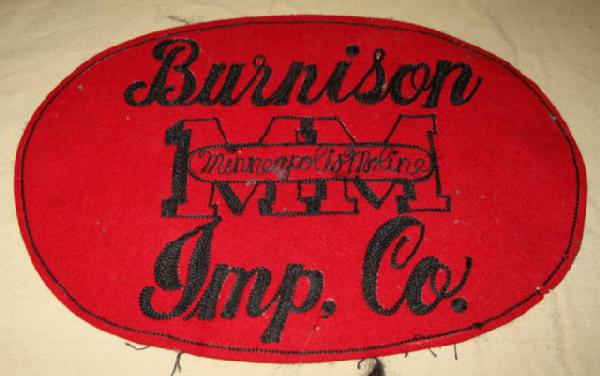 Burnison
MM
Minneapolis Moline
Imp. Co.